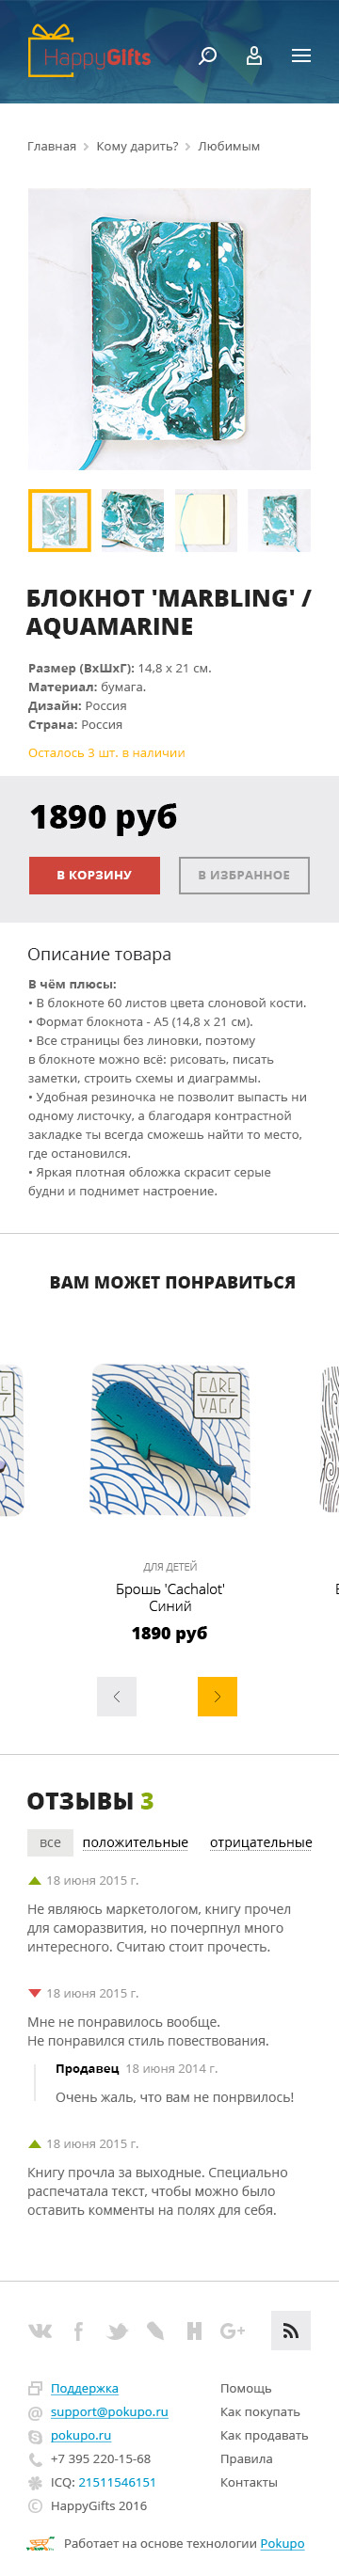 HappyGifts
Главная > Кому дарить? > Любимым
БЛОКНОТ 'MARBLING' /
AQUAMARINE
Размер (ВхШхГ): 14,8 х 21 см.
Материал: бумага.
Дизайн: Россия
Страна: Россия
Осталось 3 шт. в наличии
1890 руб
В КОРЗИНУ В ИЗБРАННОЕ
Описание товара
В чём плюсы:
• В блокноте 60 листов цвета слоновой кости.
• Формат блокнота - А5 (14,8 х 21 см).
• Все страницы без линовки, поэтому
в блокноте можно всё: рисовать, писать
заметки, строить схемы и диаграммы.
• Удобная резиночка не позволит выпасть ни
одному листочку, а благодаря контрастной
закладке ты всегда сможешь найти то место,
где остановился.
• Яркая плотная обложка скрасит серые
будни и поднимет настроение.
ВАМ МОЖЕТ ПОНРАВИТЬСЯ
CARE
VAGY
ДЛЯ ДЕТЕЙ
Брошь 'Cachalot'
Синий
1890 руб
ОТЗЫВЫ 3
все положительные отрицательные
18 июня 2015 г.
Не являюсь маркетологом, книгу прочел
для саморазвития, но почерпнул много
интересного. Считаю стоит прочесть.
18 июня 2015 г.
Мне не понравилось вообще.
Не понравился стиль повествования.
Продавец 18 июня 2014 г.
Очень жаль, что вам не понрвилось!
18 июня 2015 г.
Книгу прочла за выходные. Специально
распечатала текст, чтобы можно было
оставить комменты на полях для себя.
Поддержка
support@pokupo.ru
pokupo.ru
+7 395 220-15-68
ICQ: 21511546151
HappyGifts 2016
Помощь
Как покупать
Как продавать
Правила
Контакты
Работает на основе технологии Pokupo